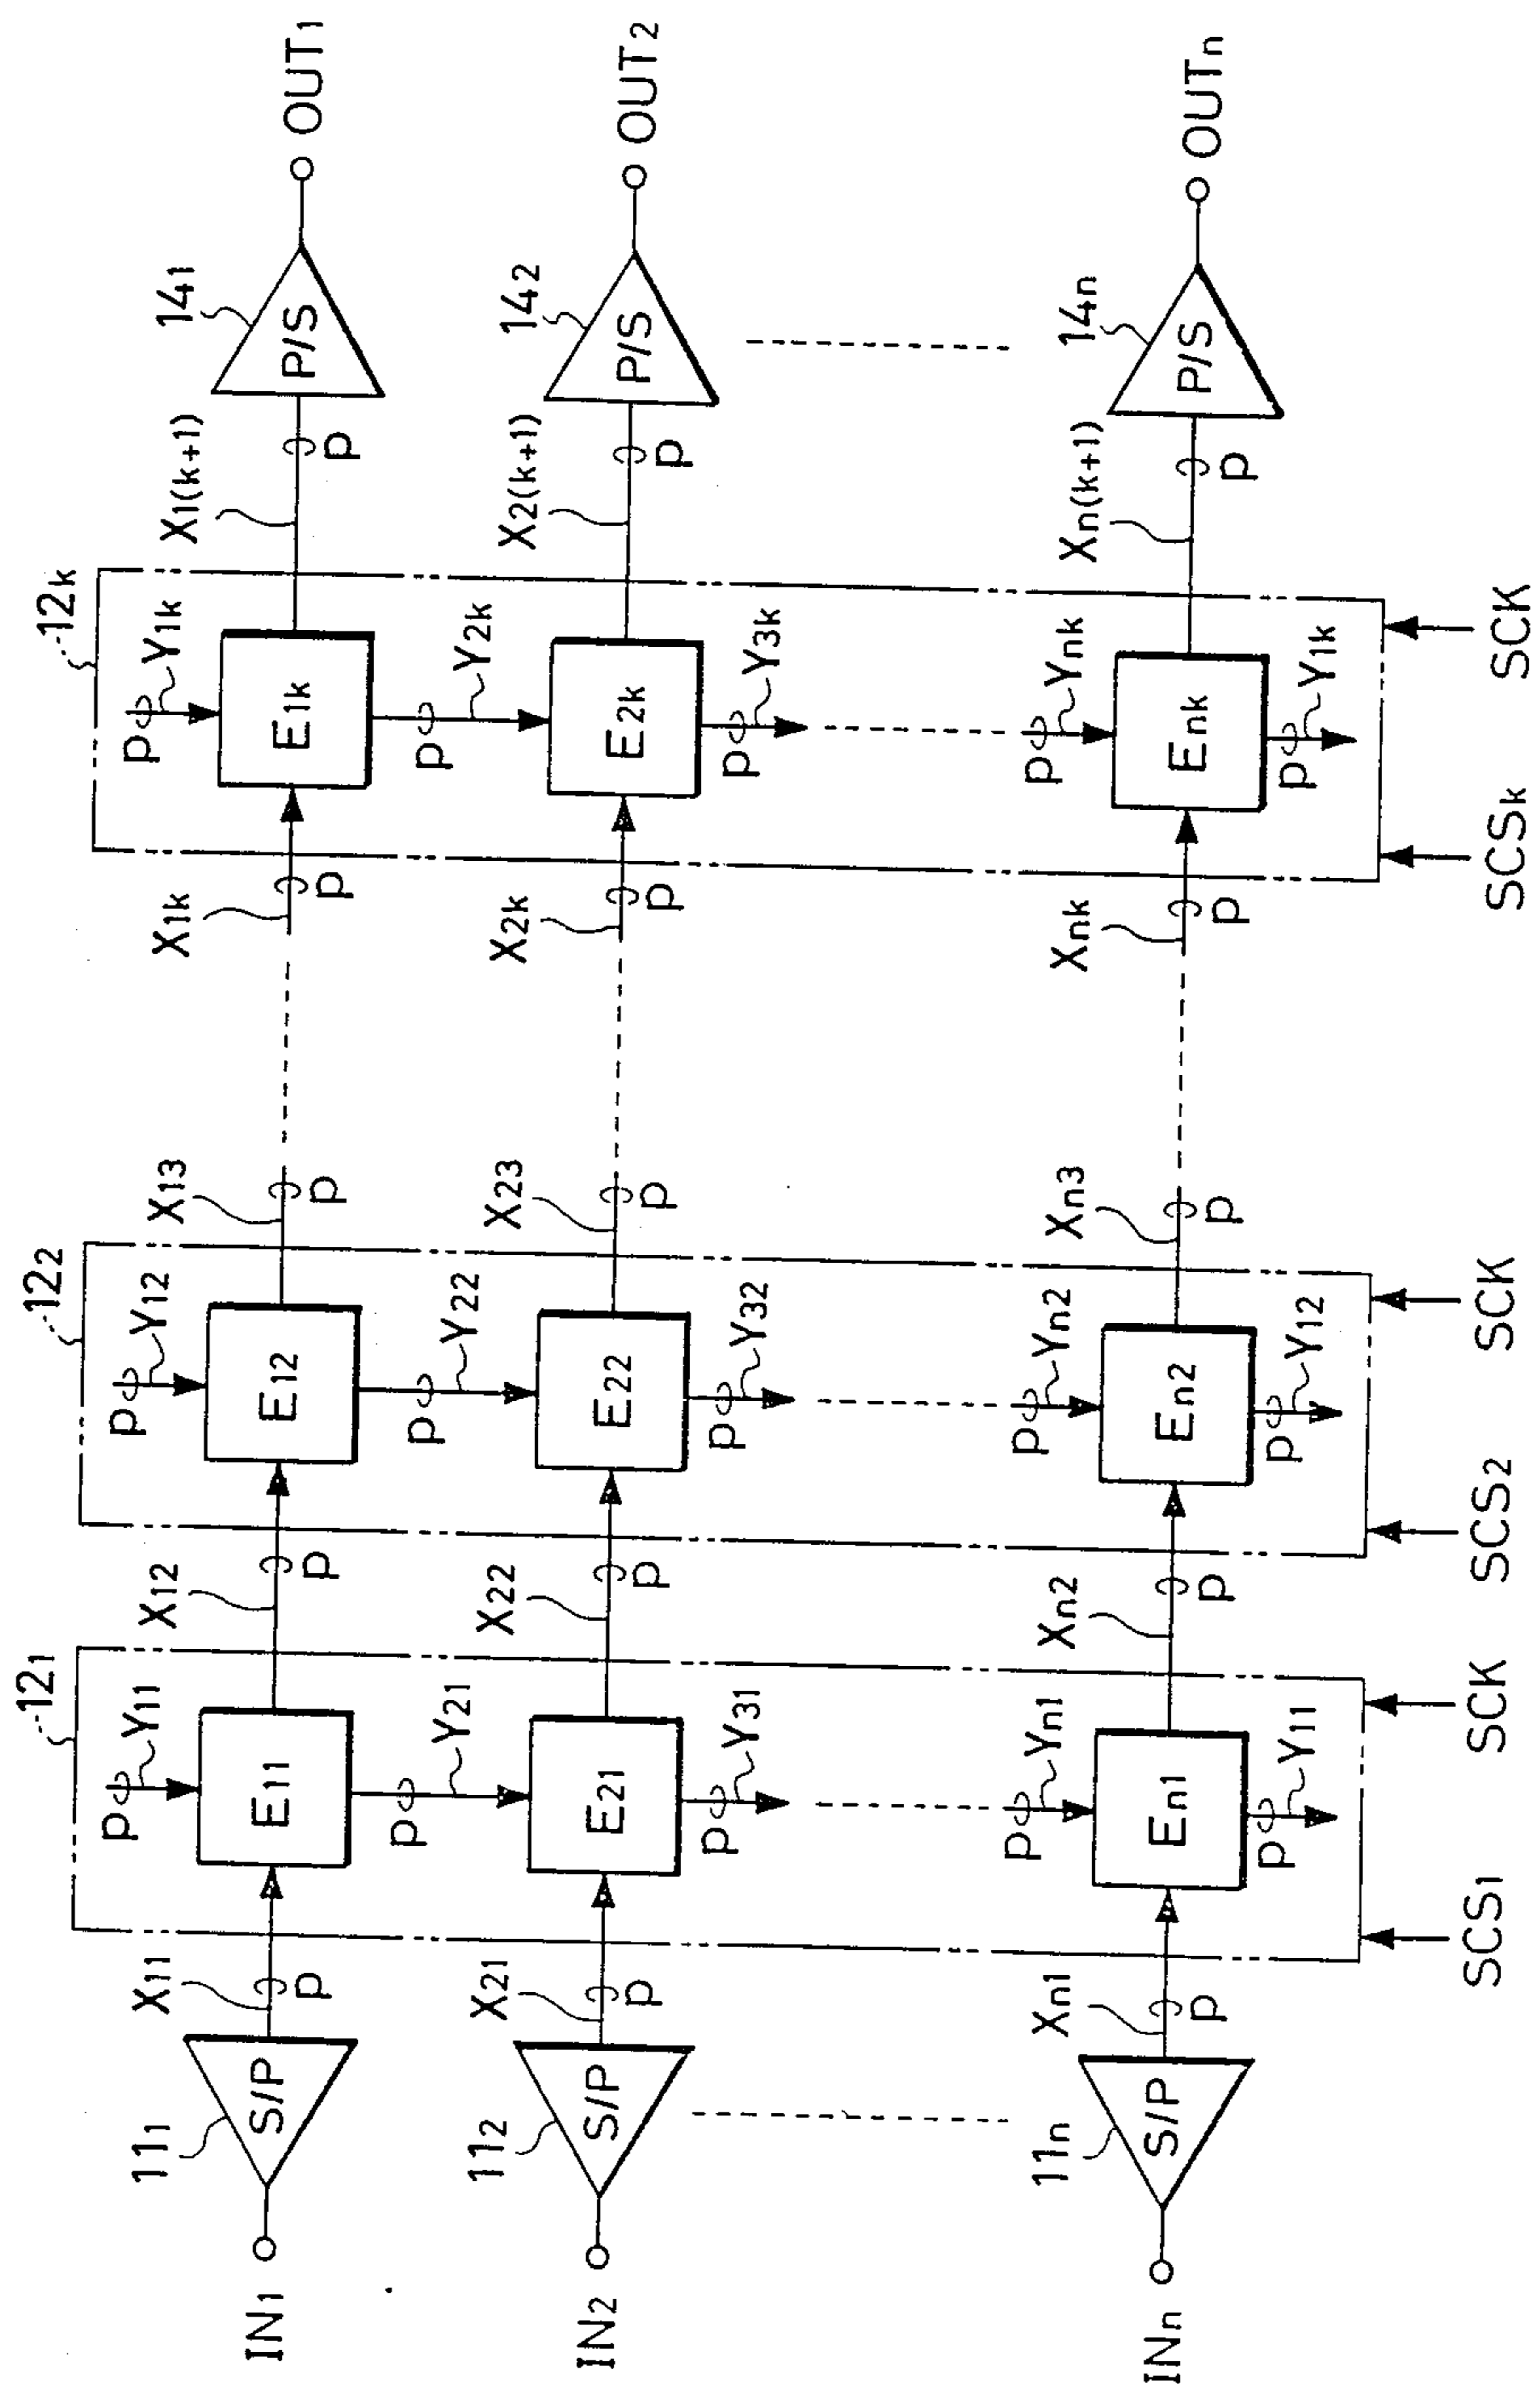 12₁
12₂
12k
11₁
X₁₁
p
Y₁₁
p
X₁₂
p
Y₁₂
p
X₁₃
p
X₁k
p
Y₁k
p
X₁(k+1)
p
14₁
IN₁
S/P
E₁₁
E₁₂
E₁k
P/S
OUT₁
p
Y₂₁
p
Y₂₂
p
Y₂k
11₂
X₂₁
p
X₂₂
p
X₂₃
p
X₂k
p
X₂(k+1)
p
14₂
IN₂
S/P
E₂₁
E₂₂
E₂k
P/S
OUT₂
p
Y₃₁
p
Y₃₂
p
Y₃k
p
Yn₁
p
Yn₂
p
Ynk
11n
Xn₁
p
Xn₂
p
Xn₃
p
Xnk
p
Xn(k+1)
p
14n
INn
S/P
En₁
En₂
Enk
P/S
OUTn
p
Y₁₁
p
Y₁₂
p
Y₁k
SCS₁
SCK
SCS₂
SCK
SCSk
SCK